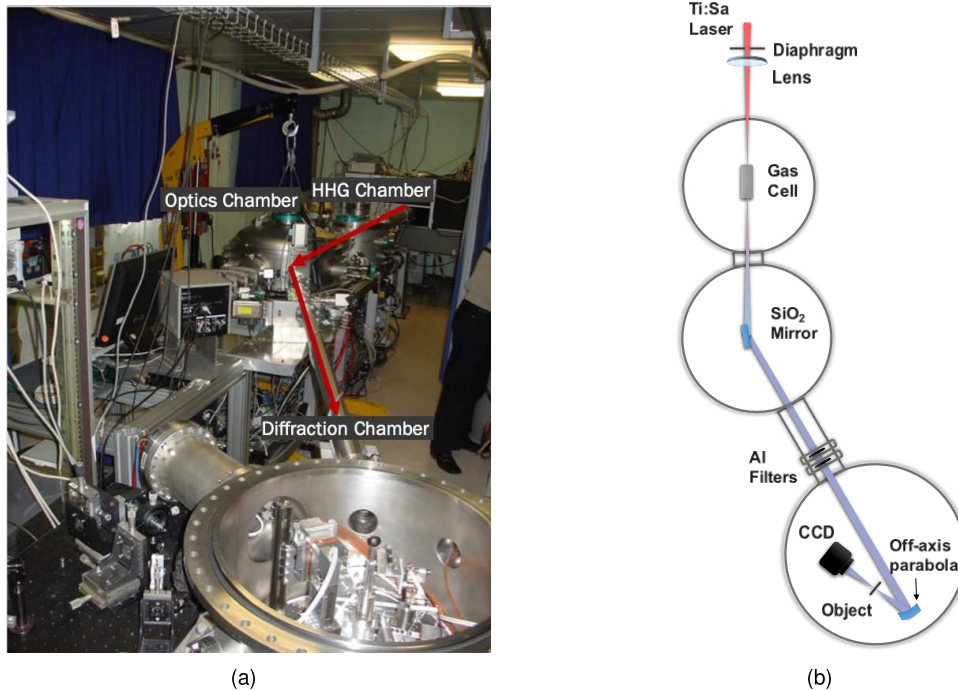 HHG Chamber
Optics Chamber
Diffraction Chamber
(a)
Ti:Sa
Laser
Diaphragm
Lens
Gas
Cell
SiO₂
Mirror
Al
Filters
CCD
Off-axis
parabola
Object
(b)